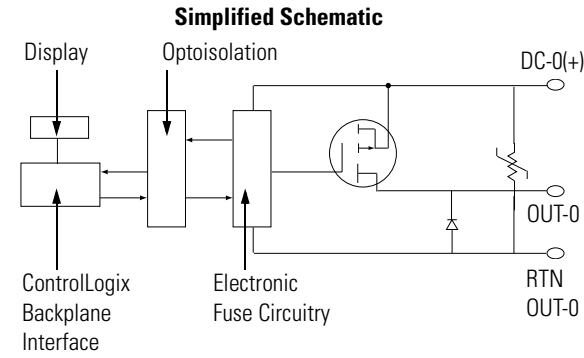 Simplified Schematic
Display
Optoisolation
DC-0(+)
OUT-0
RTN
OUT-0
ControlLogix
Backplane
Interface
Electronic
Fuse Circuitry